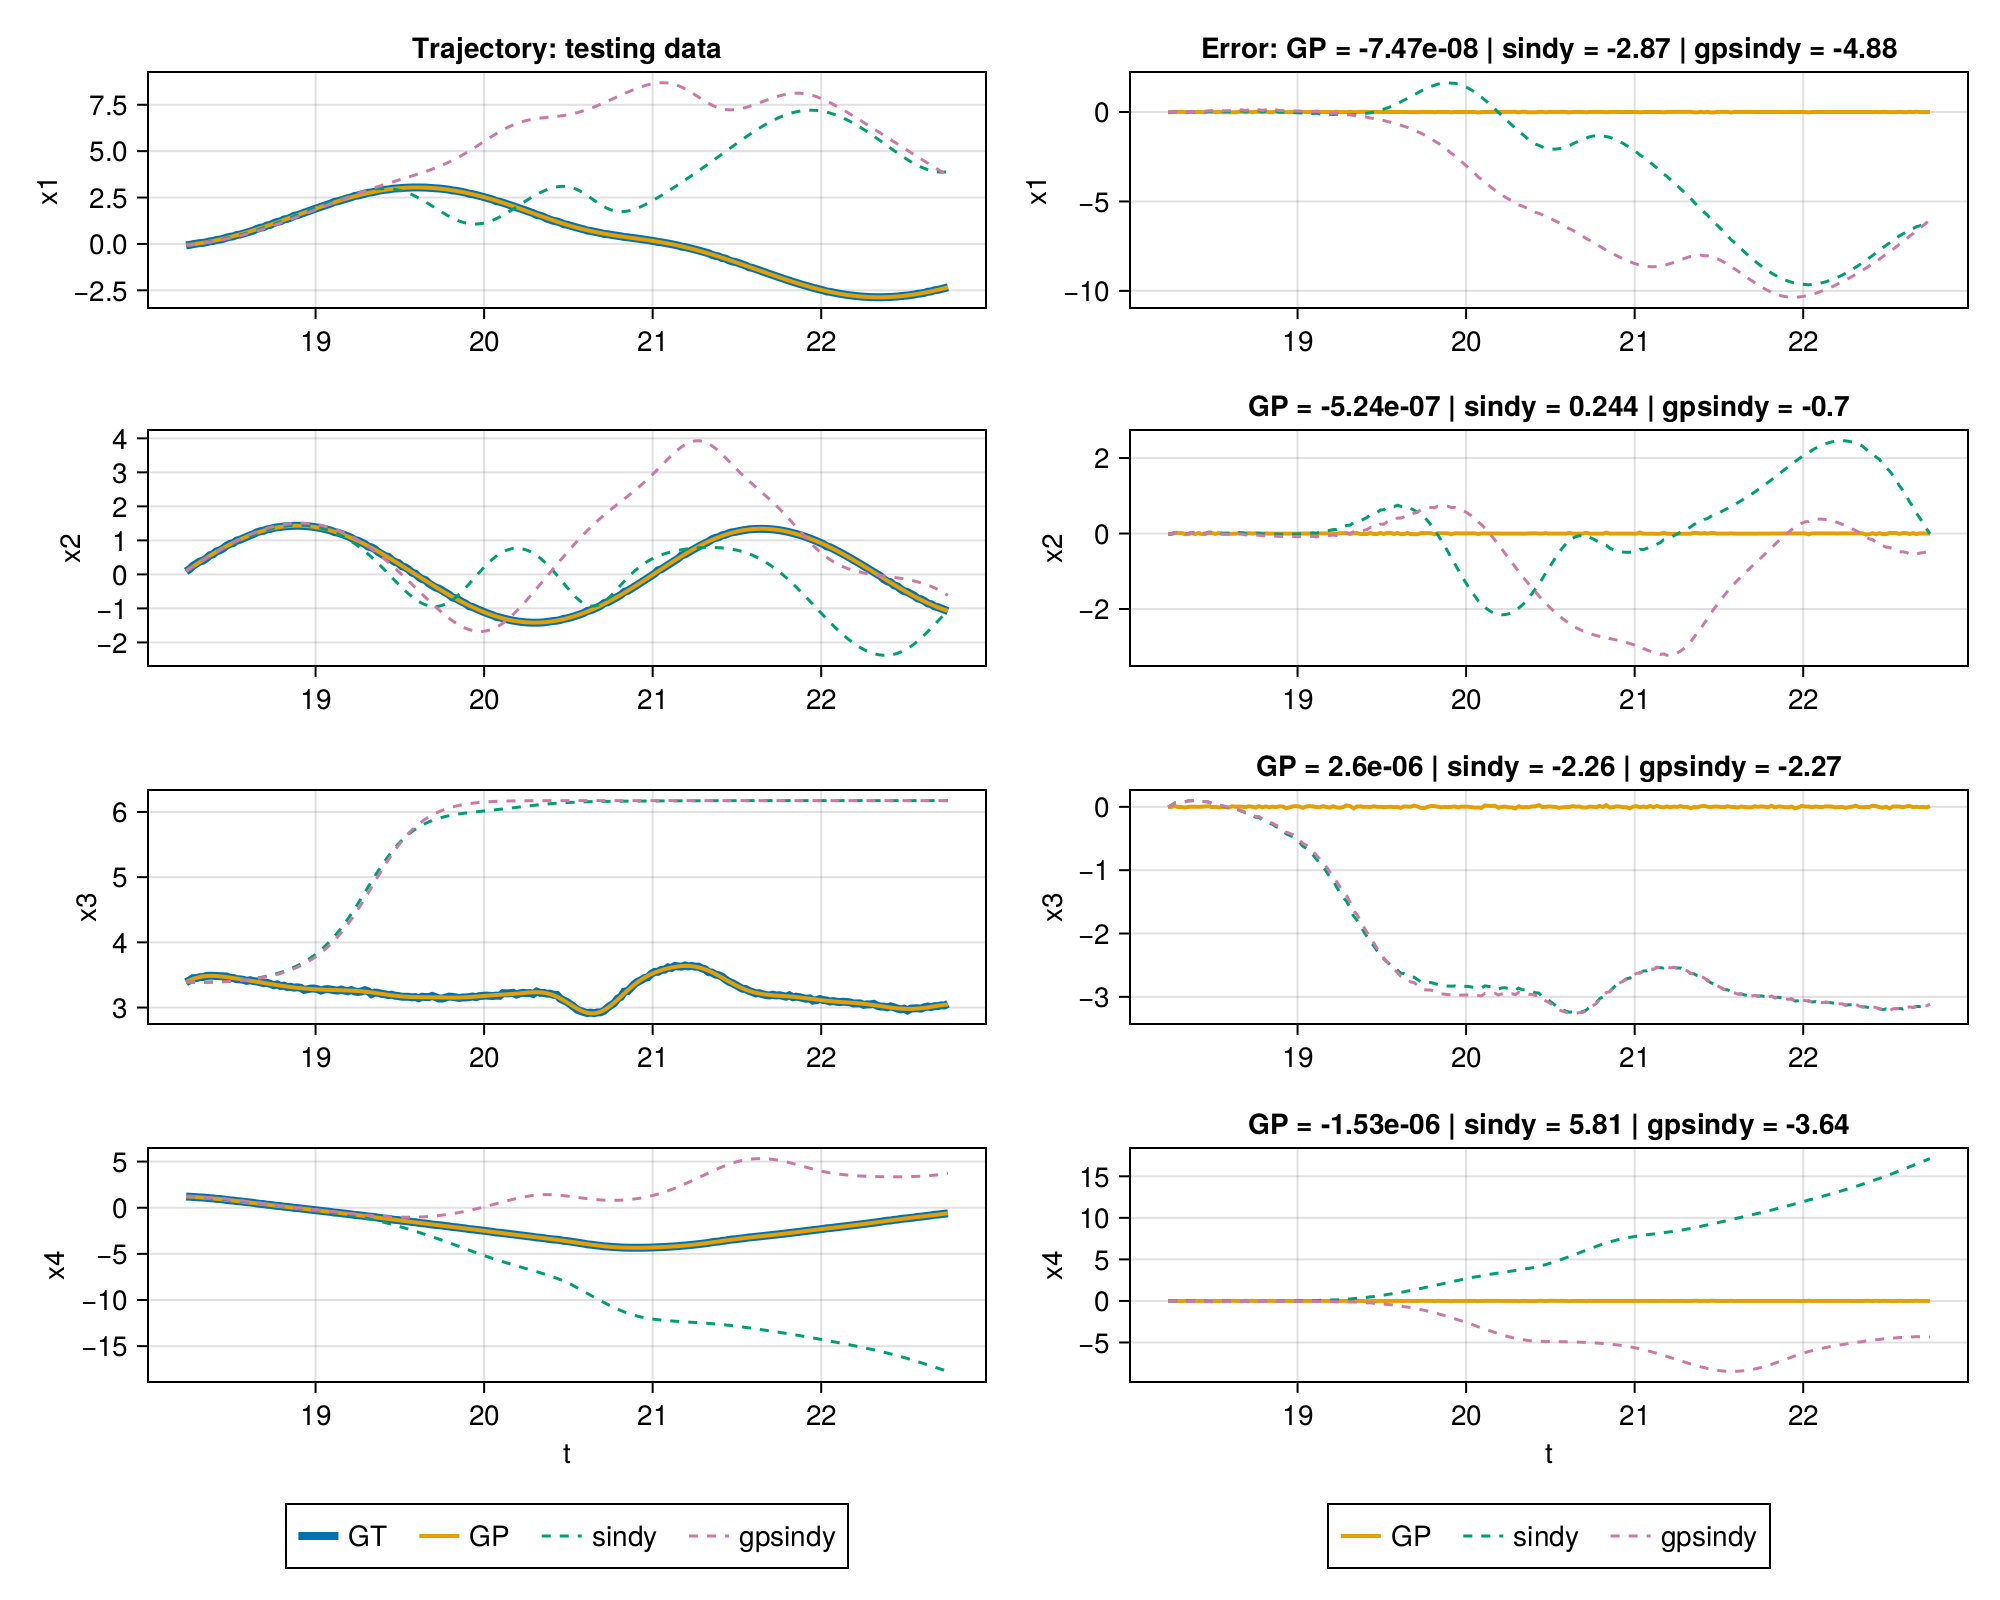 Trajectory: testing data
x1
7.5
5.0
2.5
0.0
−2.5
19 20 21 22
Error: GP = -7.47e-08 | sindy = -2.87 | gpsindy = -4.88
x1
0
−5
−10
19 20 21 22
x2
4
3
2
1
0
−1
−2
19 20 21 22
GP = -5.24e-07 | sindy = 0.244 | gpsindy = -0.7
x2
2
0
−2
19 20 21 22
x3
6
5
4
3
19 20 21 22
GP = 2.6e-06 | sindy = -2.26 | gpsindy = -2.27
x3
0
−1
−2
−3
19 20 21 22
x4
5
0
−5
−10
−15
19 20 21 22
t
GP = -1.53e-06 | sindy = 5.81 | gpsindy = -3.64
x4
15
10
5
0
−5
19 20 21 22
t
GT GP sindy gpsindy
GP sindy gpsindy